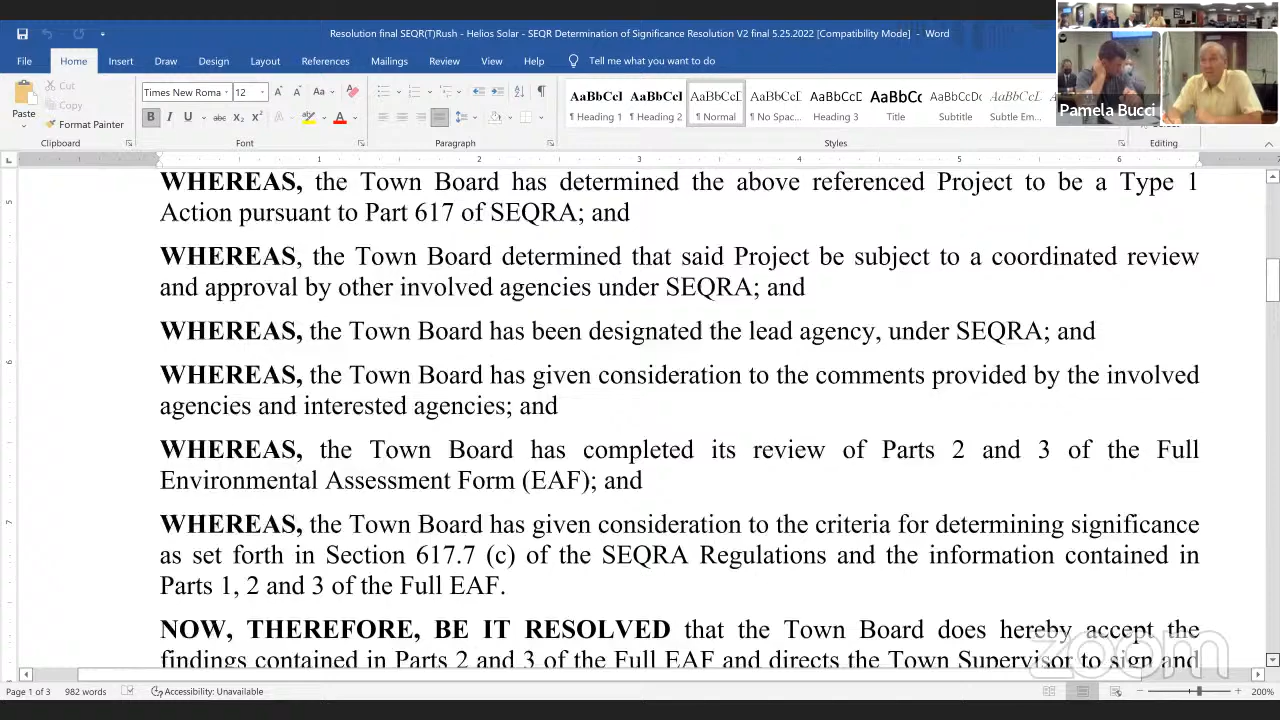 Resolution final SEQR(T)Rush - Helios Solar - SEQR Determination of Significance Resolution V2 final 5.25.2022 [Compatibility Mode] - Word
File Home Insert Draw Design Layout References Mailings Review View Help Tell me what you want to do
Pamela Bucci
Paste
Cut
Copy
Format Painter
Times New Roma 12
AaBbCcI AaBbCcI AaBbCcD AaBbCcD AaBbCcI AaBbCc AaBbCcDc AaBbCcD
¶ Heading 1 ¶ Heading 2 ¶ Normal ¶ No Spac... Heading 3 Title Subtitle Subtle Em...
Clipboard Font Paragraph Styles Editing
WHEREAS, the Town Board has determined the above referenced Project to be a Type 1
Action pursuant to Part 617 of SEQRA; and
WHEREAS, the Town Board determined that said Project be subject to a coordinated review
and approval by other involved agencies under SEQRA; and
WHEREAS, the Town Board has been designated the lead agency, under SEQRA; and
WHEREAS, the Town Board has given consideration to the comments provided by the involved
agencies and interested agencies; and
WHEREAS, the Town Board has completed its review of Parts 2 and 3 of the Full
Environmental Assessment Form (EAF); and
WHEREAS, the Town Board has given consideration to the criteria for determining significance
as set forth in Section 617.7 (c) of the SEQRA Regulations and the information contained in
Parts 1, 2 and 3 of the Full EAF.
NOW, THEREFORE, BE IT RESOLVED that the Town Board does hereby accept the
findings contained in Parts 2 and 3 of the Full EAF and directs the Town Supervisor to sign and
zoom
Page 1 of 3 982 words Accessibility: Unavailable 200%